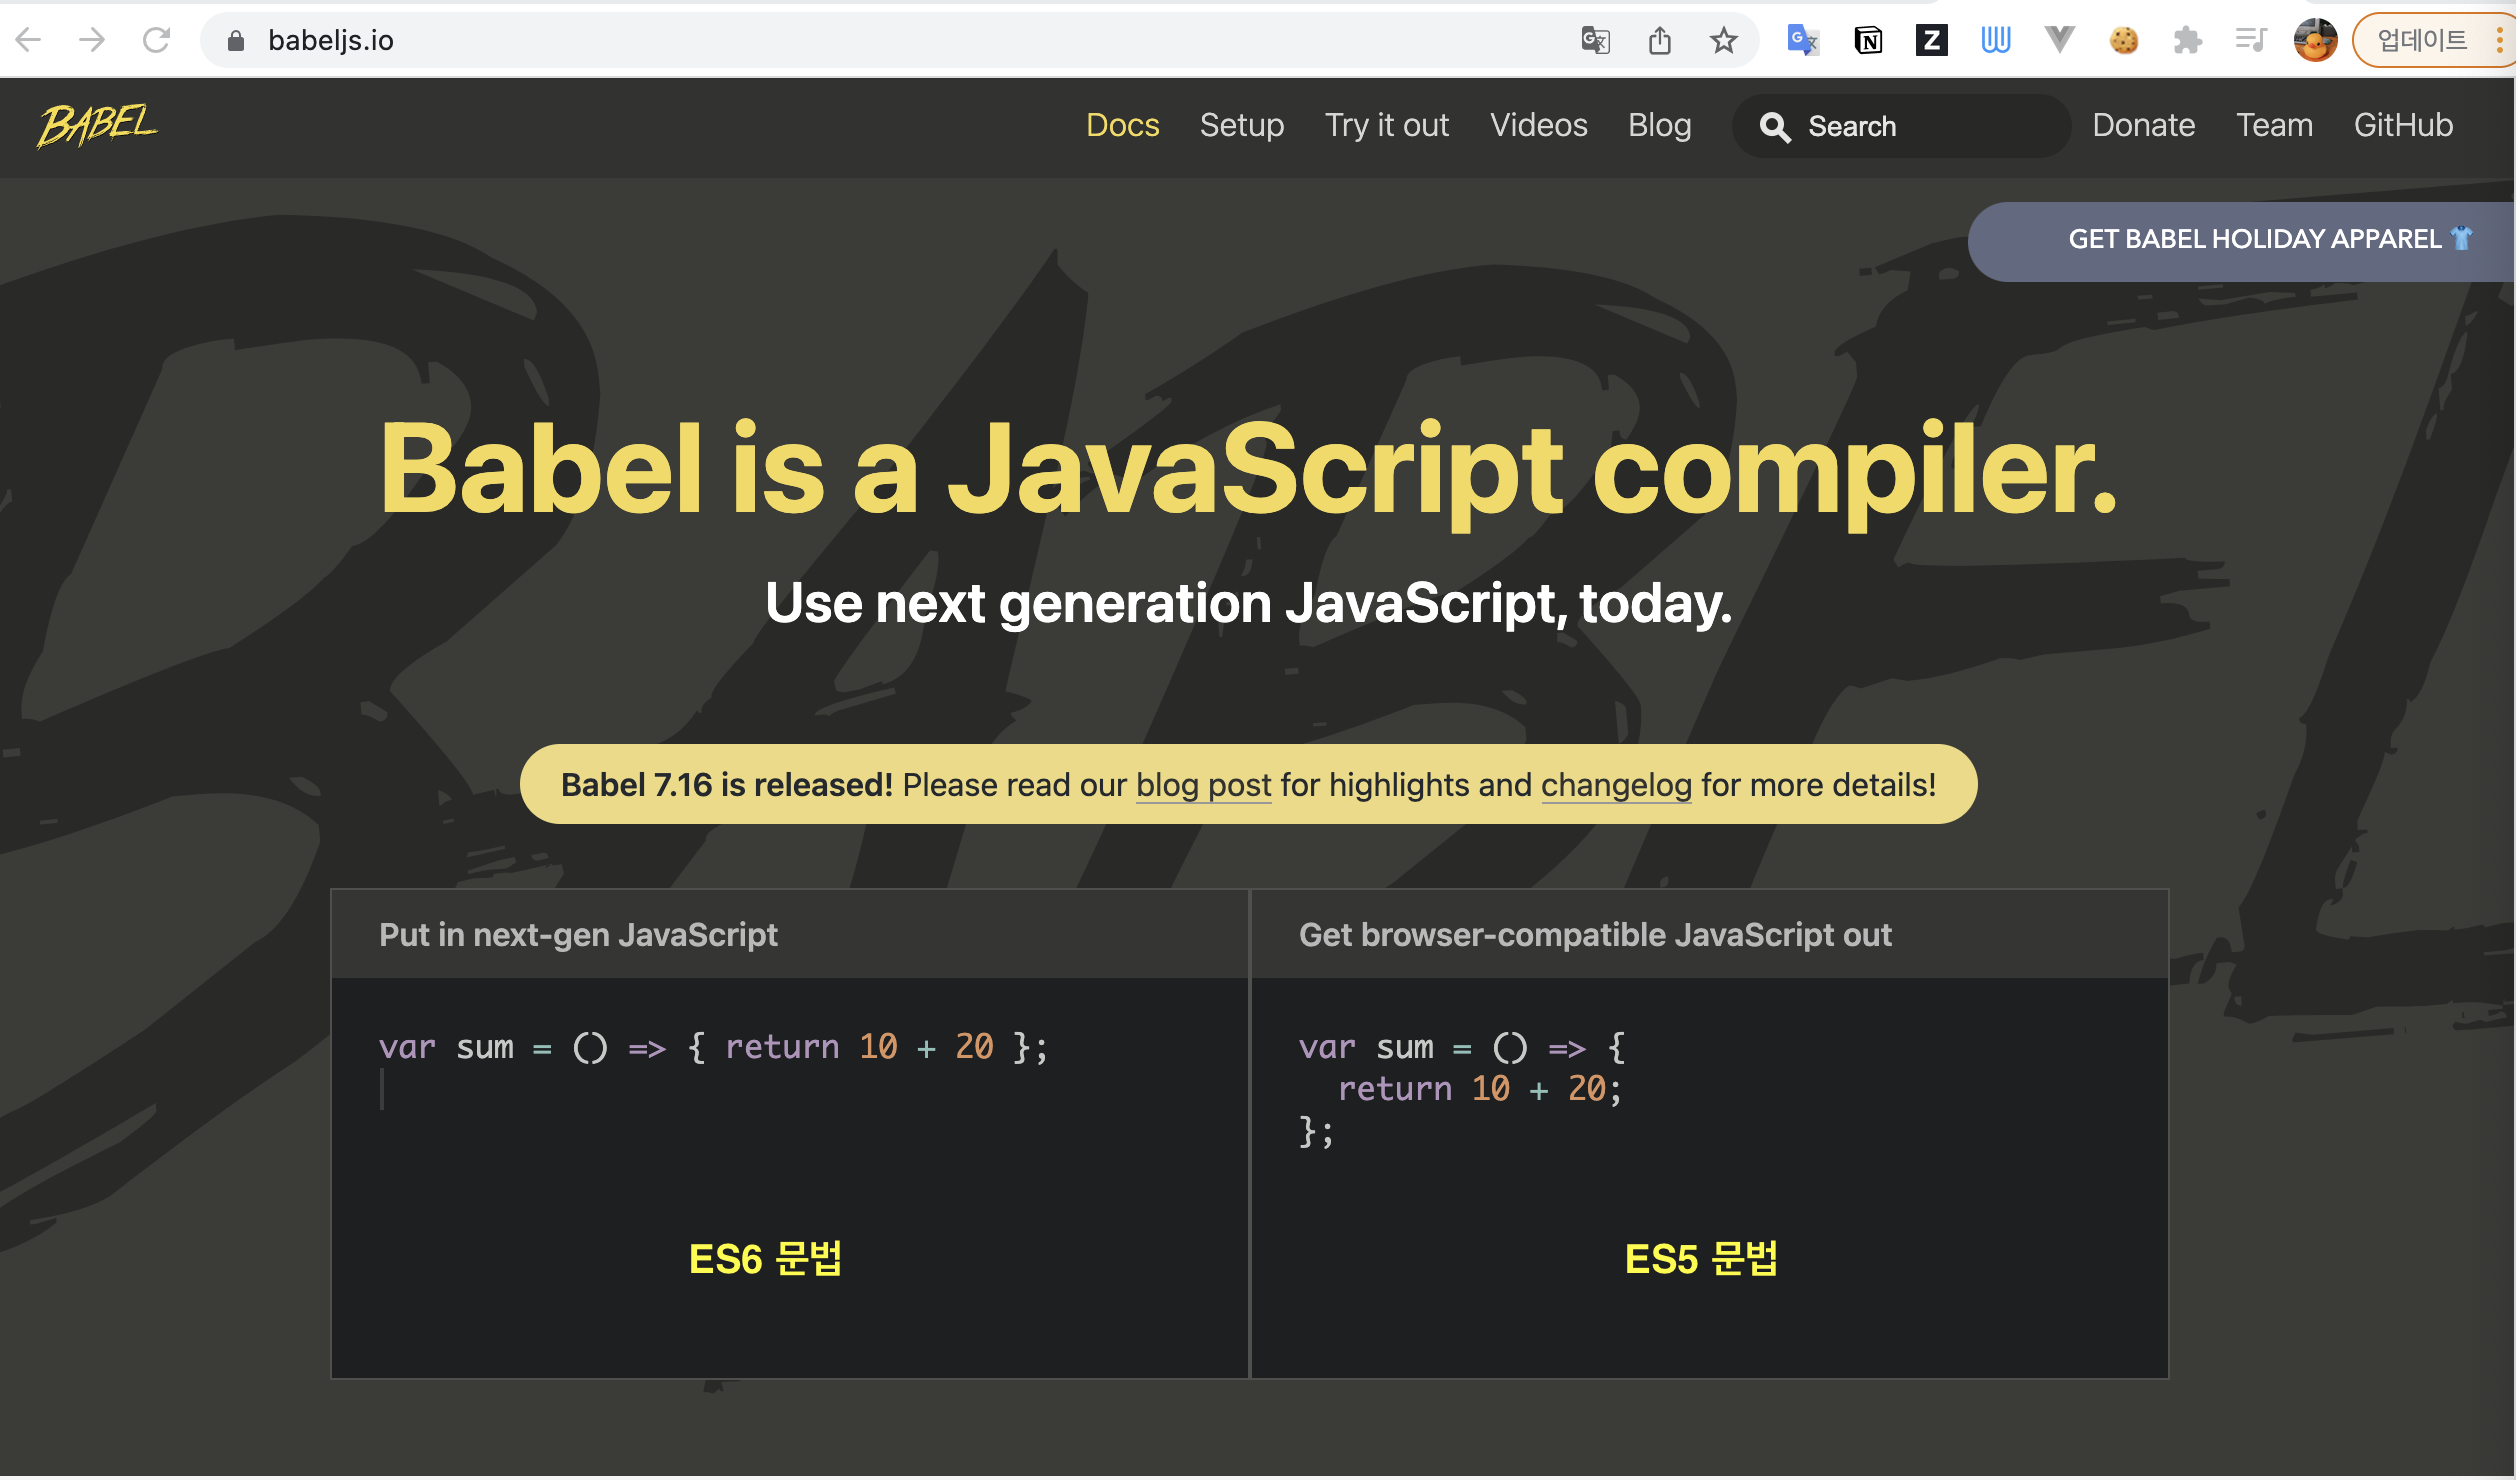 babeljs.io
업데이트
BABEL
Docs Setup Try it out Videos Blog Search Donate Team GitHub
GET BABEL HOLIDAY APPAREL
Babel is a JavaScript compiler.
Use next generation JavaScript, today.
Babel 7.16 is released! Please read our blog post for highlights and changelog for more details!
Put in next-gen JavaScript
var sum = () => { return 10 + 20 };
ES6 문법
Get browser-compatible JavaScript out
var sum = () => {
  return 10 + 20;
};
ES5 문법